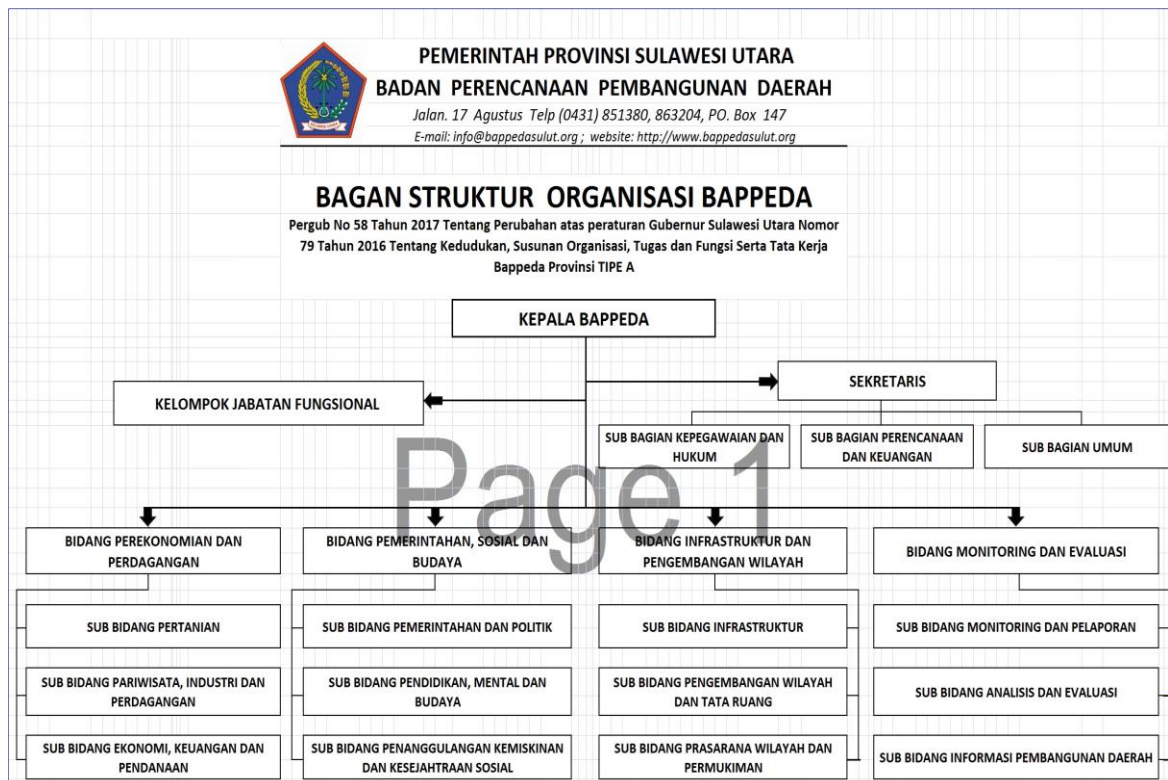 PEMERINTAH PROVINSI SULAWESI UTARA
BADAN PERENCANAAN PEMBANGUNAN DAERAH
Jalan. 17 Agustus Telp (0431) 851380, 863204, PO. Box 147
E-mail: info@bappedasulut.org ; website: http://www.bappedasulut.org
BAGAN STRUKTUR ORGANISASI BAPPEDA
Pergub No 58 Tahun 2017 Tentang Perubahan atas peraturan Gubernur Sulawesi Utara Nomor
79 Tahun 2016 Tentang Kedudukan, Susunan Organisasi, Tugas dan Fungsi Serta Tata Kerja
Bappeda Provinsi TIPE A
KEPALA BAPPEDA
SEKRETARIS
KELOMPOK JABATAN FUNGSIONAL
SUB BAGIAN KEPEGAWAIAN DAN
HUKUM
SUB BAGIAN PERENCANAAN
DAN KEUANGAN
SUB BAGIAN UMUM
Page 1
BIDANG PEREKONOMIAN DAN
PERDAGANGAN
BIDANG PEMERINTAHAN, SOSIAL DAN
BUDAYA
BIDANG INFRASTRUKTUR DAN
PENGEMBANGAN WILAYAH
BIDANG MONITORING DAN EVALUASI
SUB BIDANG PERTANIAN
SUB BIDANG PEMERINTAHAN DAN POLITIK
SUB BIDANG INFRASTRUKTUR
SUB BIDANG MONITORING DAN PELAPORAN
SUB BIDANG PARIWISATA, INDUSTRI DAN
PERDAGANGAN
SUB BIDANG PENDIDIKAN, MENTAL DAN
BUDAYA
SUB BIDANG PENGEMBANGAN WILAYAH
DAN TATA RUANG
SUB BIDANG ANALISIS DAN EVALUASI
SUB BIDANG EKONOMI, KEUANGAN DAN
PENDANAAN
SUB BIDANG PENANGGULANGAN KEMISKINAN
DAN KESEJAHTRAAN SOSIAL
SUB BIDANG PRASARANA WILAYAH DAN
PERMUKIMAN
SUB BIDANG INFORMASI PEMBANGUNAN DAERAH